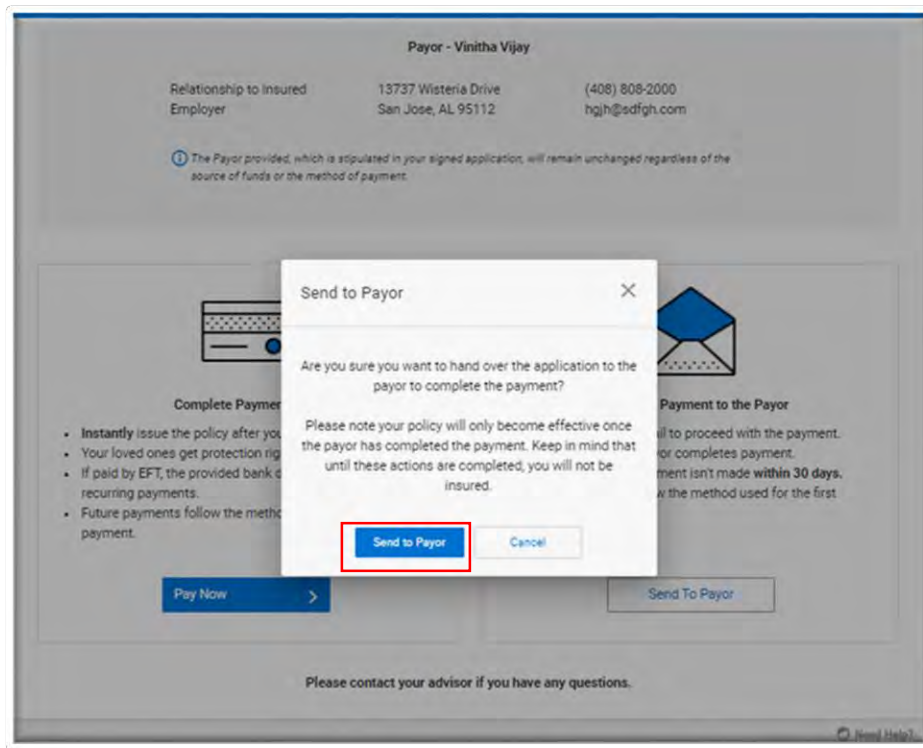 Payor - Vinitha Vijay
Relationship to Insured
Employer
13737 Wisteria Drive
San Jose, AL 95112
(408) 808-2000
hgjh@sdfgh.com
The Payor provided, which is stipulated in your signed application, will remain unchanged regardless of the
source of funds or the method of payment.
Send to Payor
Are you sure you want to hand over the application to the
payor to complete the payment?
Please note your policy will only become effective once
the payor has completed the payment. Keep in mind that
until these actions are completed, you will not be
insured.
Send to Payor
Cancel
Complete Paymen
• Instantly issue the policy after you
• Your loved ones get protection rig
• If paid by EFT, the provided bank
recurring payments.
• Future payments follow the metho
payment.
Pay Now
Payment to the Payor
il to proceed with the payment.
or completes payment.
ment isn't made within 30 days.
the method used for the first
Send To Payor
Please contact your advisor if you have any questions.
Need Help?